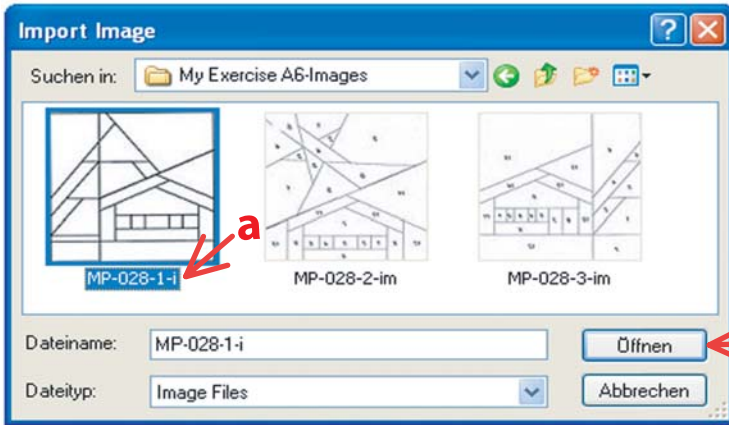 Import Image
Suchen in: My Exercise A6-Images
a
MP-028-1-i MP-028-2-im MP-028-3-im
Dateiname: MP-028-1-i Öffnen
Dateityp: Image Files Abbrechen